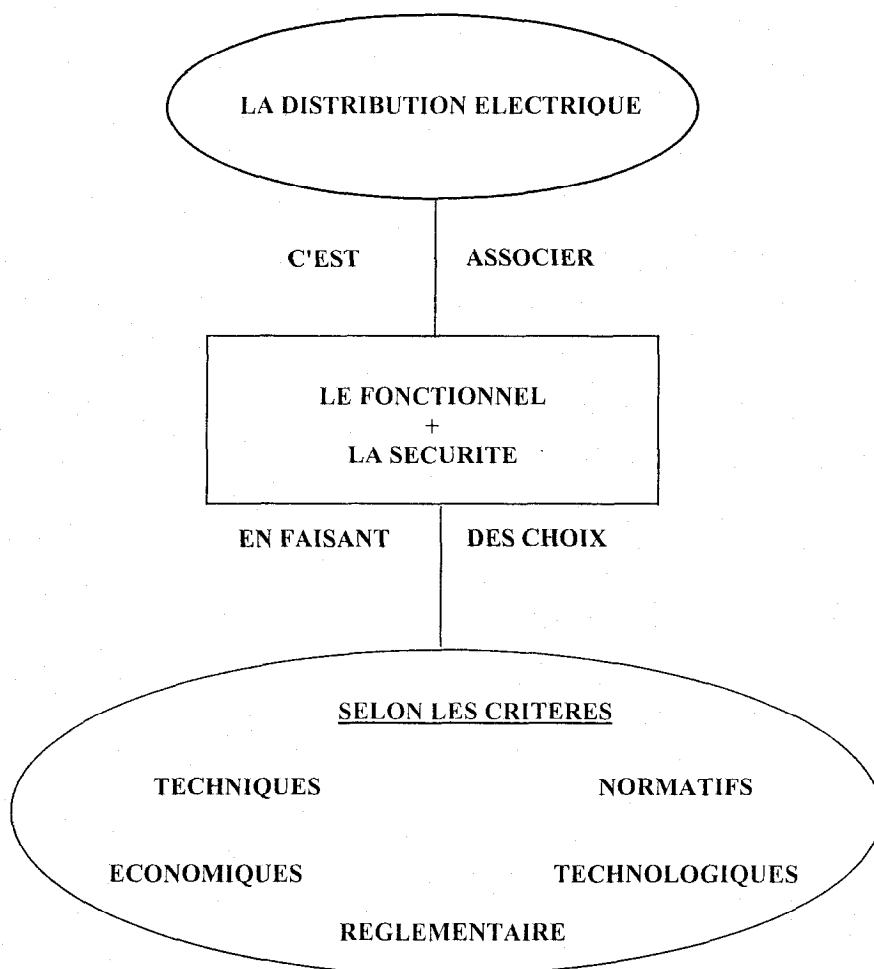 LA DISTRIBUTION ELECTRIQUE
C'EST ASSOCIER
LE FONCTIONNEL
+
LA SECURITE
EN FAISANT DES CHOIX
SELON LES CRITERES
TECHNIQUES NORMATIFS
ECONOMIQUES TECHNOLOGIQUES
REGLEMENTAIRE